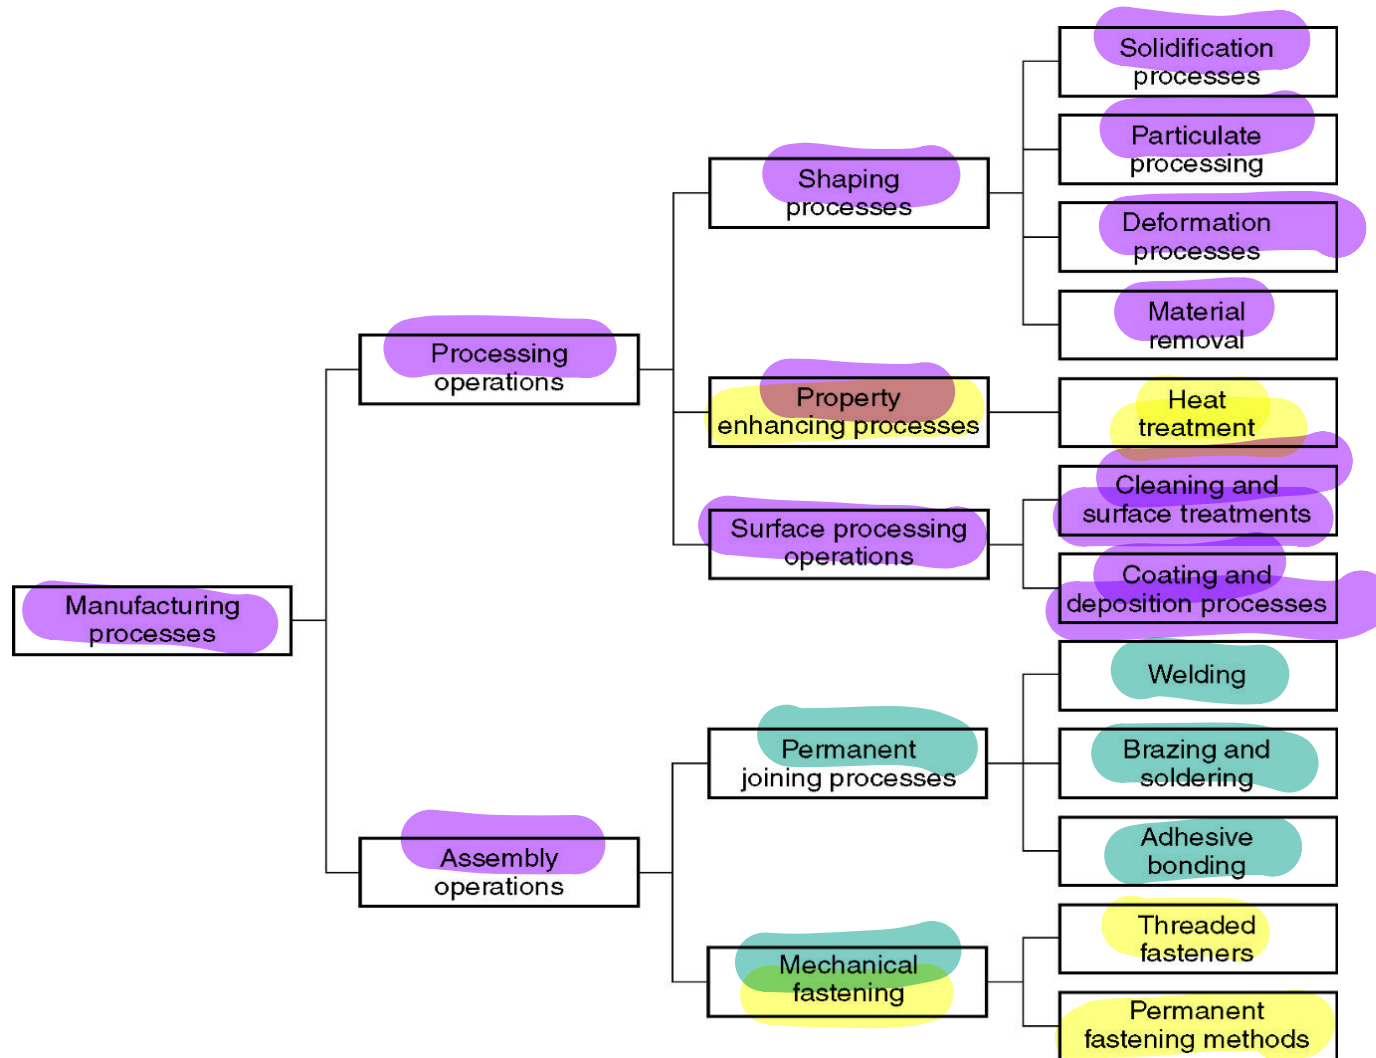 Solidification
processes
Particulate
processing
Shaping
processes
Deformation
processes
Material
removal
Processing
operations
Property
enhancing processes
Heat
treatment
Cleaning and
surface treatments
Surface processing
operations
Coating and
deposition processes
Manufacturing
processes
Welding
Permanent
joining processes
Brazing and
soldering
Adhesive
bonding
Assembly
operations
Threaded
fasteners
Mechanical
fastening
Permanent
fastening methods